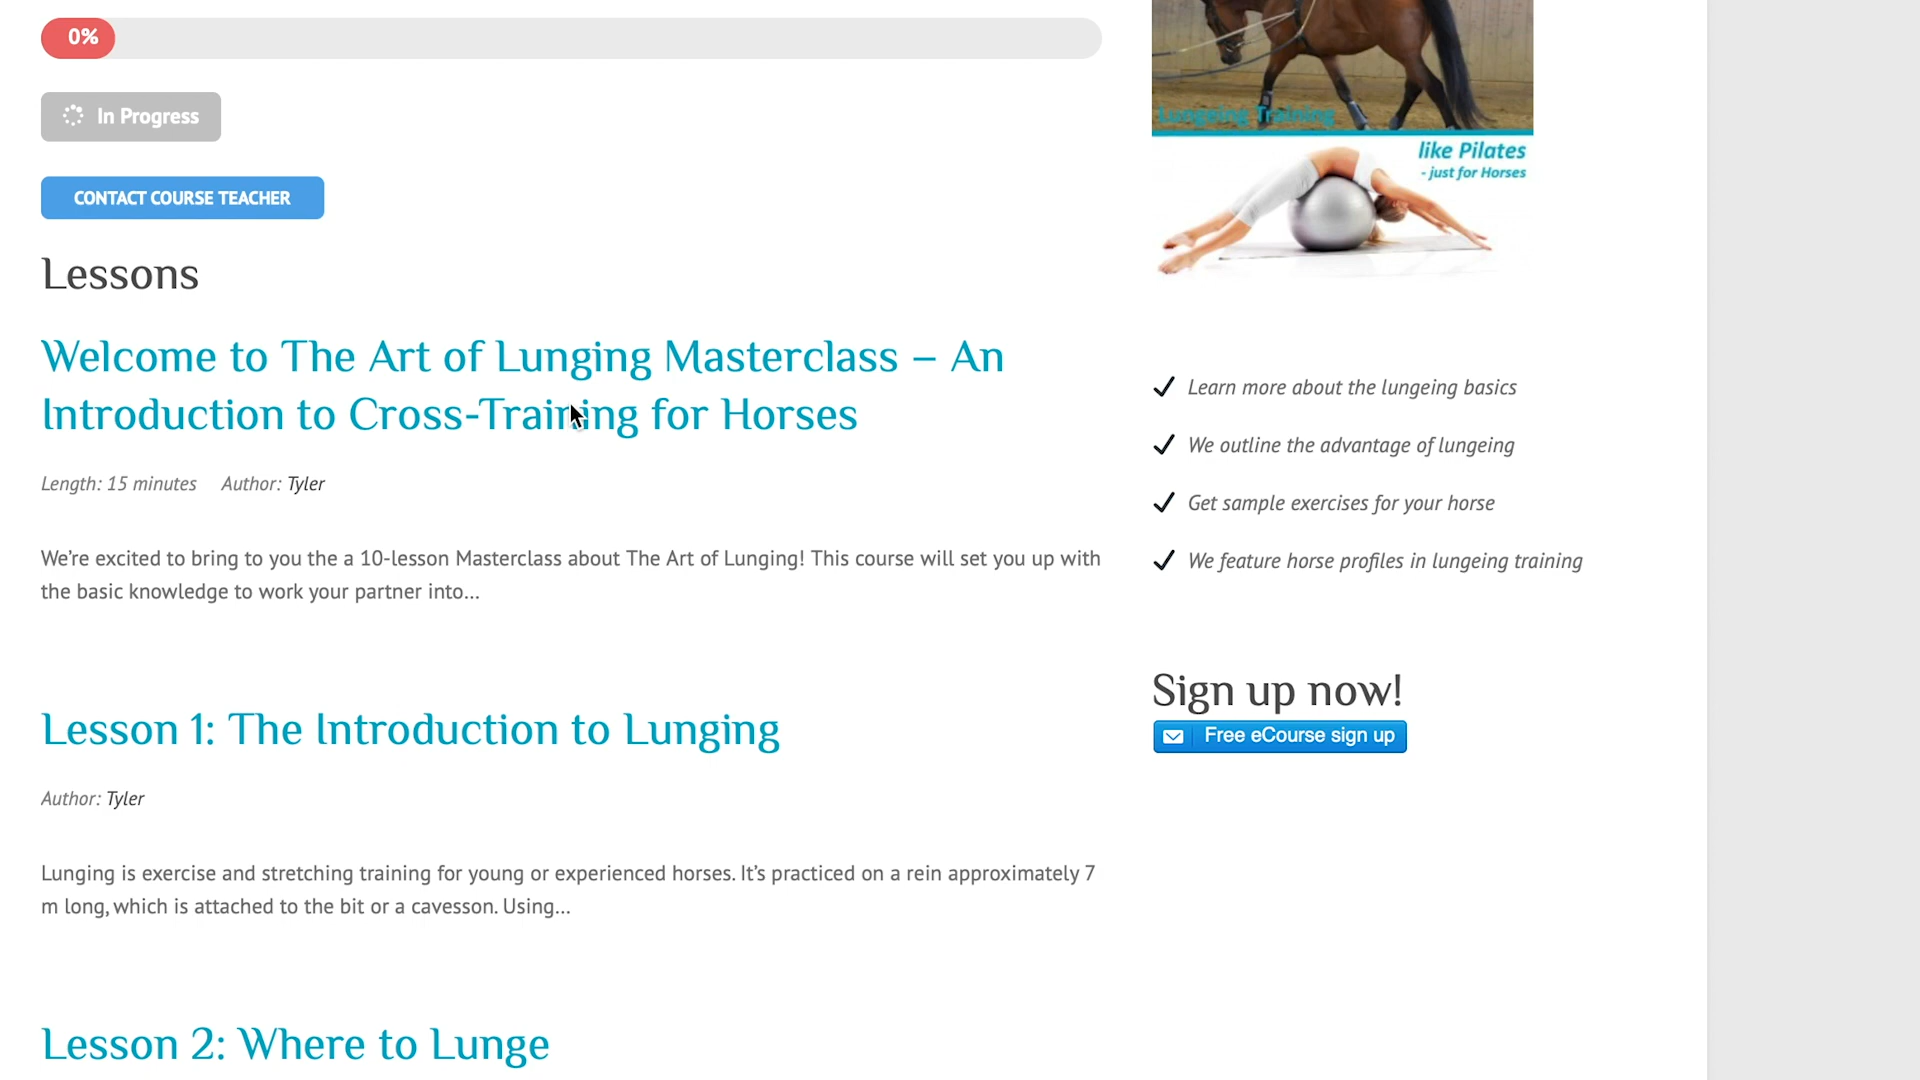 0%
In Progress
CONTACT COURSE TEACHER
Lessons
Welcome to The Art of Lunging Masterclass – An
Introduction to Cross-Training for Horses
Length: 15 minutes Author: Tyler
We're excited to bring to you the a 10-lesson Masterclass about The Art of Lunging! This course will set you up with
the basic knowledge to work your partner into...
Lesson 1: The Introduction to Lunging
Author: Tyler
Lunging is exercise and stretching training for young or experienced horses. It's practiced on a rein approximately 7
m long, which is attached to the bit or a cavesson. Using...
Lesson 2: Where to Lunge
Lungeing Training
like Pilates
- just for Horses
Learn more about the lungeing basics
We outline the advantage of lungeing
Get sample exercises for your horse
We feature horse profiles in lungeing training
Sign up now!
Free eCourse sign up